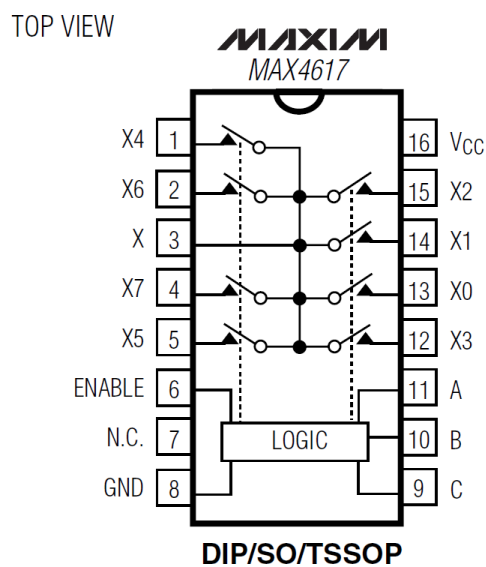 TOP VIEW
MAXIM
MAX4617
X4 1
16 VCC
X6 2
15 X2
X 3
14 X1
X7 4
13 X0
X5 5
12 X3
ENABLE 6
11 A
N.C. 7
LOGIC
10 B
GND 8
9 C
DIP/SO/TSSOP